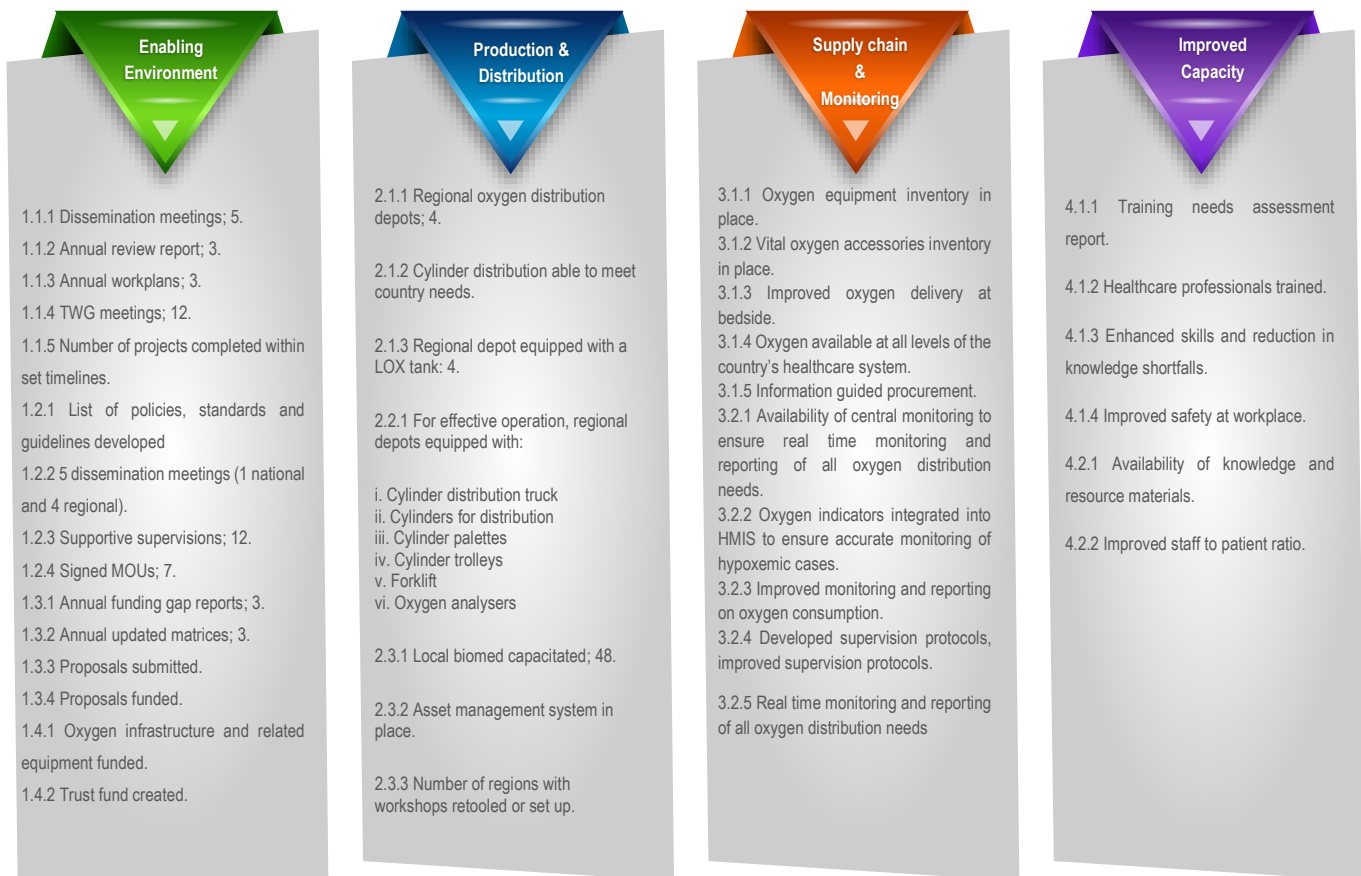 Enabling
Environment
1.1.1 Dissemination meetings; 5.
1.1.2 Annual review report; 3.
1.1.3 Annual workplans; 3.
1.1.4 TWG meetings; 12.
1.1.5 Number of projects completed within
set timelines.
1.2.1 List of policies, standards and
guidelines developed
1.2.2 5 dissemination meetings (1 national
and 4 regional).
1.2.3 Supportive supervisions; 12.
1.2.4 Signed MOUs; 7.
1.3.1 Annual funding gap reports; 3.
1.3.2 Annual updated matrices; 3.
1.3.3 Proposals submitted.
1.3.4 Proposals funded.
1.4.1 Oxygen infrastructure and related
equipment funded.
1.4.2 Trust fund created.
Production &
Distribution
2.1.1 Regional oxygen distribution
depots; 4.
2.1.2 Cylinder distribution able to meet
country needs.
2.1.3 Regional depot equipped with a
LOX tank: 4.
2.2.1 For effective operation, regional
depots equipped with:
i. Cylinder distribution truck
ii. Cylinders for distribution
iii. Cylinder palettes
iv. Cylinder trolleys
v. Forklift
vi. Oxygen analysers
2.3.1 Local biomed capacitated; 48.
2.3.2 Asset management system in
place.
2.3.3 Number of regions with
workshops retooled or set up.
Supply chain
&
Monitoring
3.1.1 Oxygen equipment inventory in
place.
3.1.2 Vital oxygen accessories inventory
in place.
3.1.3 Improved oxygen delivery at
bedside.
3.1.4 Oxygen available at all levels of the
country's healthcare system.
3.1.5 Information guided procurement.
3.2.1 Availability of central monitoring to
ensure real time monitoring and
reporting of all oxygen distribution
needs.
3.2.2 Oxygen indicators integrated into
HMIS to ensure accurate monitoring of
hypoxemic cases.
3.2.3 Improved monitoring and reporting
on oxygen consumption.
3.2.4 Developed supervision protocols,
improved supervision protocols.
3.2.5 Real time monitoring and reporting
of all oxygen distribution needs
Improved
Capacity
4.1.1 Training needs assessment
report.
4.1.2 Healthcare professionals trained.
4.1.3 Enhanced skills and reduction in
knowledge shortfalls.
4.1.4 Improved safety at workplace.
4.2.1 Availability of knowledge and
resource materials.
4.2.2 Improved staff to patient ratio.